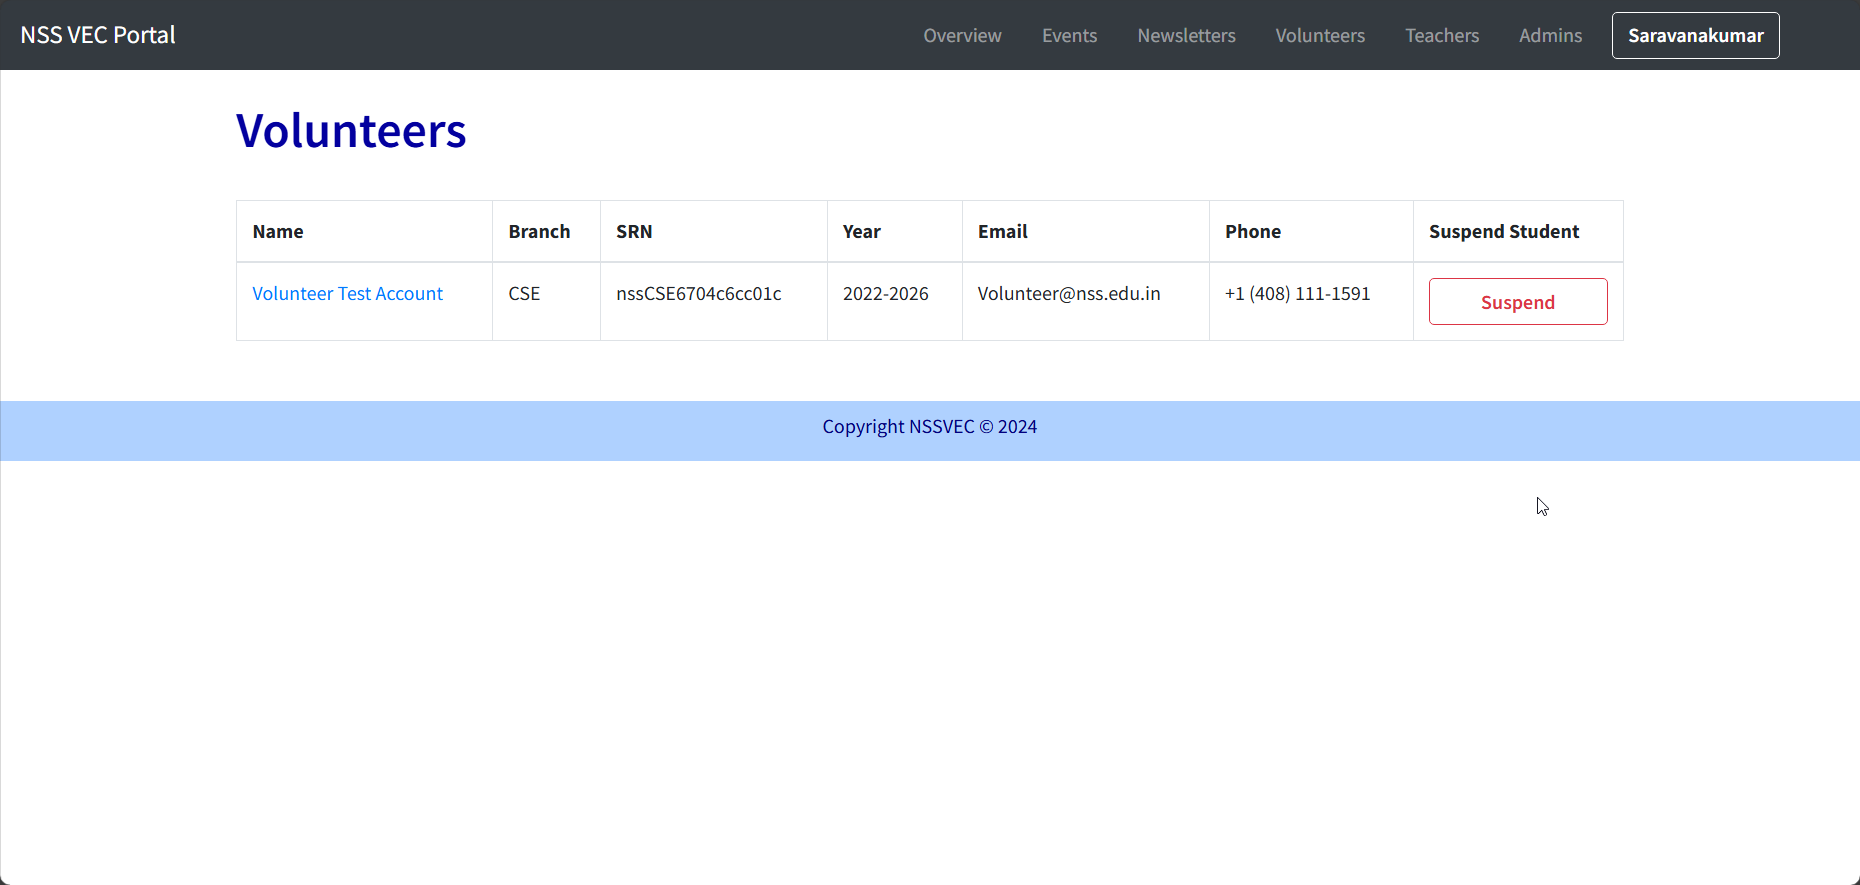 NSS VEC Portal Overview Events Newsletters Volunteers Teachers Admins Saravanakumar
Volunteers
Name Branch SRN Year Email Phone Suspend Student
Volunteer Test Account CSE nssCSE6704c6cc01c 2022-2026 Volunteer@nss.edu.in +1 (408) 111-1591 Suspend
Copyright NSSVEC © 2024